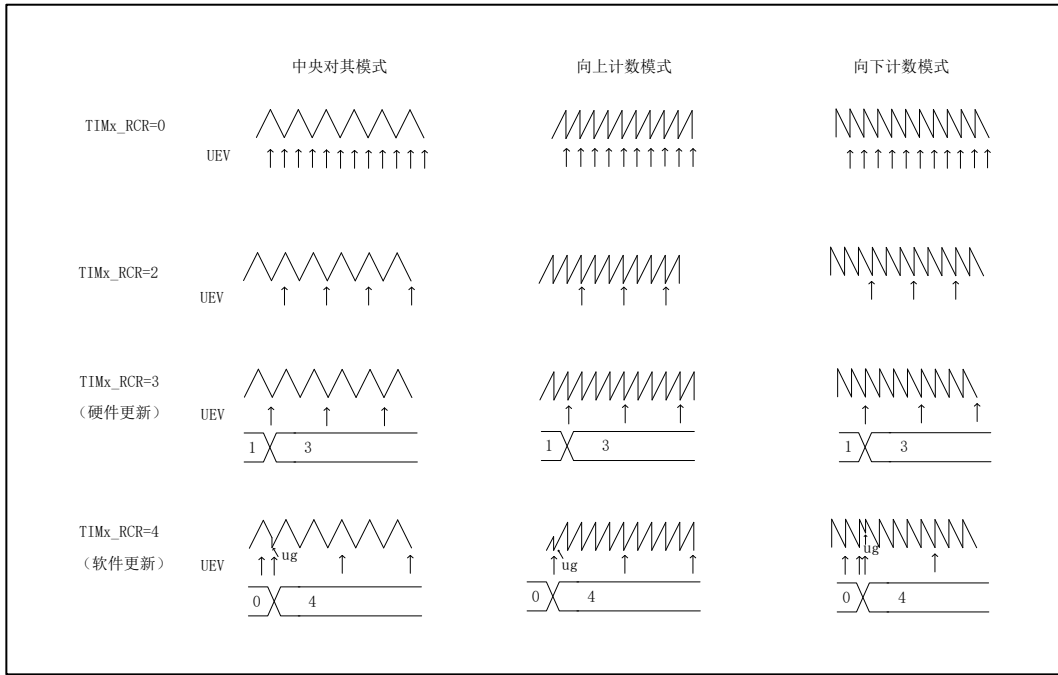 中央对其模式 向上计数模式 向下计数模式
TIMx_RCR=0
UEV
TIMx_RCR=2
UEV
TIMx_RCR=3
(硬件更新) UEV
1 3 1 3 1 3
TIMx_RCR=4
ug ug ug
(软件更新) UEV
0 4 0 4 0 4